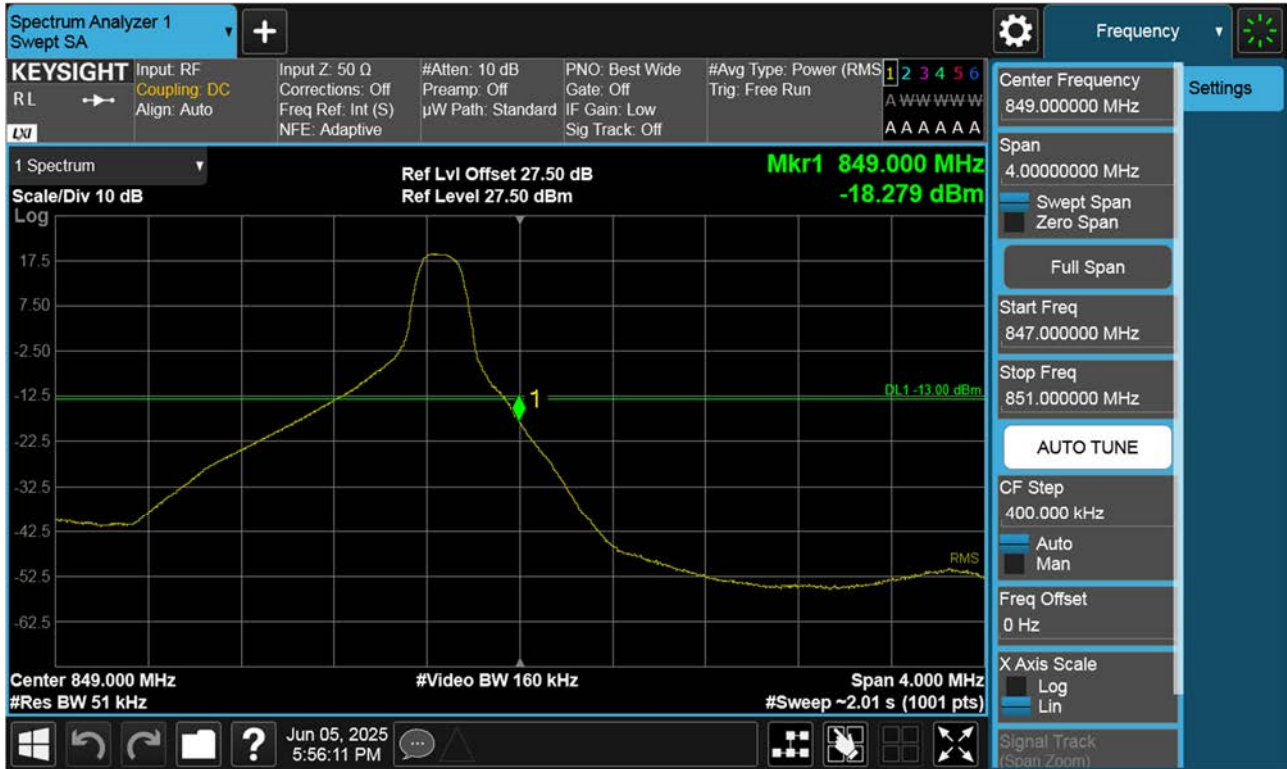 Spectrum Analyzer 1
Swept SA
+
Frequency
KEYSIGHT
RL
LXI
Input: RF
Coupling: DC
Align: Auto
Input Z: 50 Ω
Corrections: Off
Freq Ref: Int (S)
NFE: Adaptive
#Atten: 10 dB
Preamp: Off
µW Path: Standard
PNO: Best Wide
Gate: Off
IF Gain: Low
Sig Track: Off
#Avg Type: Power (RMS
Trig: Free Run
1 2 3 4 5 6
A W W W W W
A A A A A A
1 Spectrum
Scale/Div 10 dB
Log
Ref Lvl Offset 27.50 dB
Ref Level 27.50 dBm
Mkr1 849.000 MHz
-18.279 dBm
17.5
7.50
-2.50
-12.5
-22.5
-32.5
-42.5
-52.5
-62.5
DL1 -13.00 dBm
1
RMS
Center 849.000 MHz
#Video BW 160 kHz
Span 4.000 MHz
#Res BW 51 kHz
#Sweep ~2.01 s (1001 pts)
Center Frequency
849.000000 MHz
Settings
Span
4.00000000 MHz
Swept Span
Zero Span
Full Span
Start Freq
847.000000 MHz
Stop Freq
851.000000 MHz
AUTO TUNE
CF Step
400.000 kHz
Auto
Man
Freq Offset
0 Hz
X Axis Scale
Log
Lin
Signal Track
(Span Zoom)
?
Jun 05, 2025
5:56:11 PM